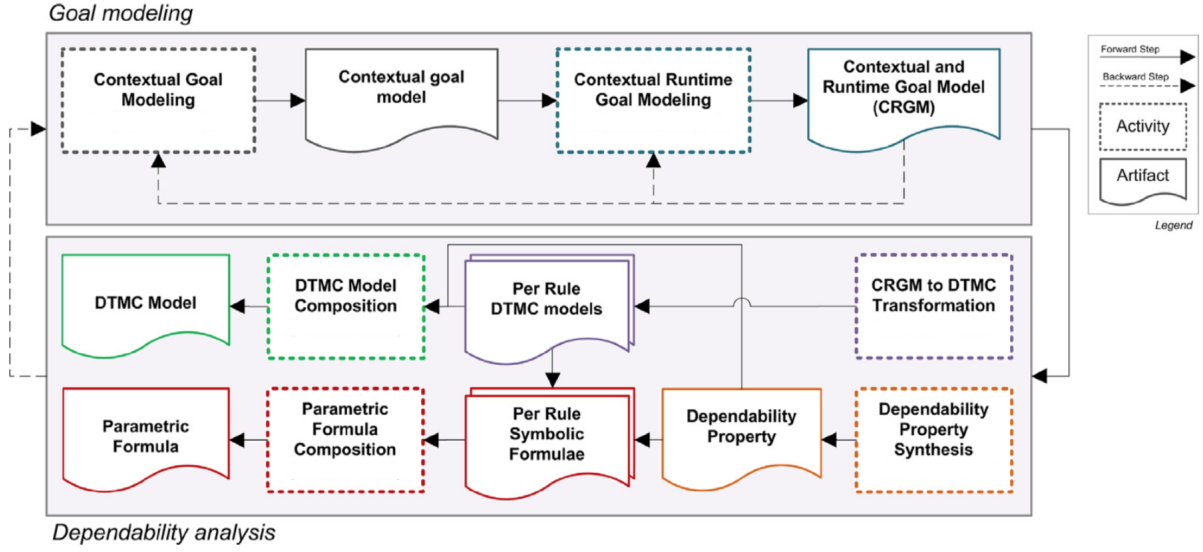 Goal modeling
Contextual Goal
Modeling
Contextual goal
model
Contextual Runtime
Goal Modeling
Contextual and
Runtime Goal Model
(CRGM)
Forward Step
Backward Step
Activity
Artifact
Legend
DTMC Model
DTMC Model
Composition
Per Rule
DTMC models
CRGM to DTMC
Transformation
Parametric
Formula
Parametric
Formula
Composition
Per Rule
Symbolic
Formulae
Dependability
Property
Dependability
Property
Synthesis
Dependability analysis